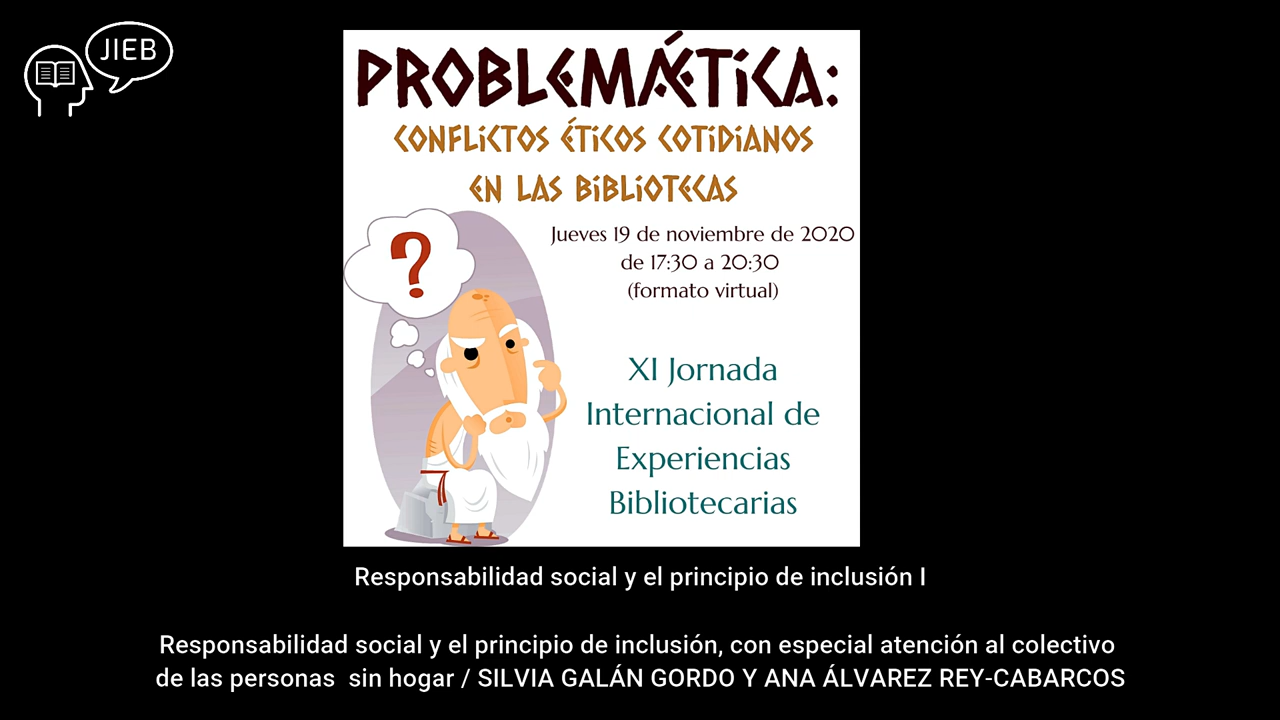 JIEB
PROBLEMÆ´TICA:
CONFLICTOS ÉTICOS COTIDIANOS
EN LAS BIBLIOTECAS
Jueves 19 de noviembre de 2020
de 17:30 a 20:30
(formato virtual)
?
XI Jornada
Internacional de
Experiencias
Bibliotecarias
Responsabilidad social y el principio de inclusión I
Responsabilidad social y el principio de inclusión, con especial atención al colectivo
de las personas sin hogar / SILVIA GALÁN GORDO Y ANA ÁLVAREZ REY-CABARCOS